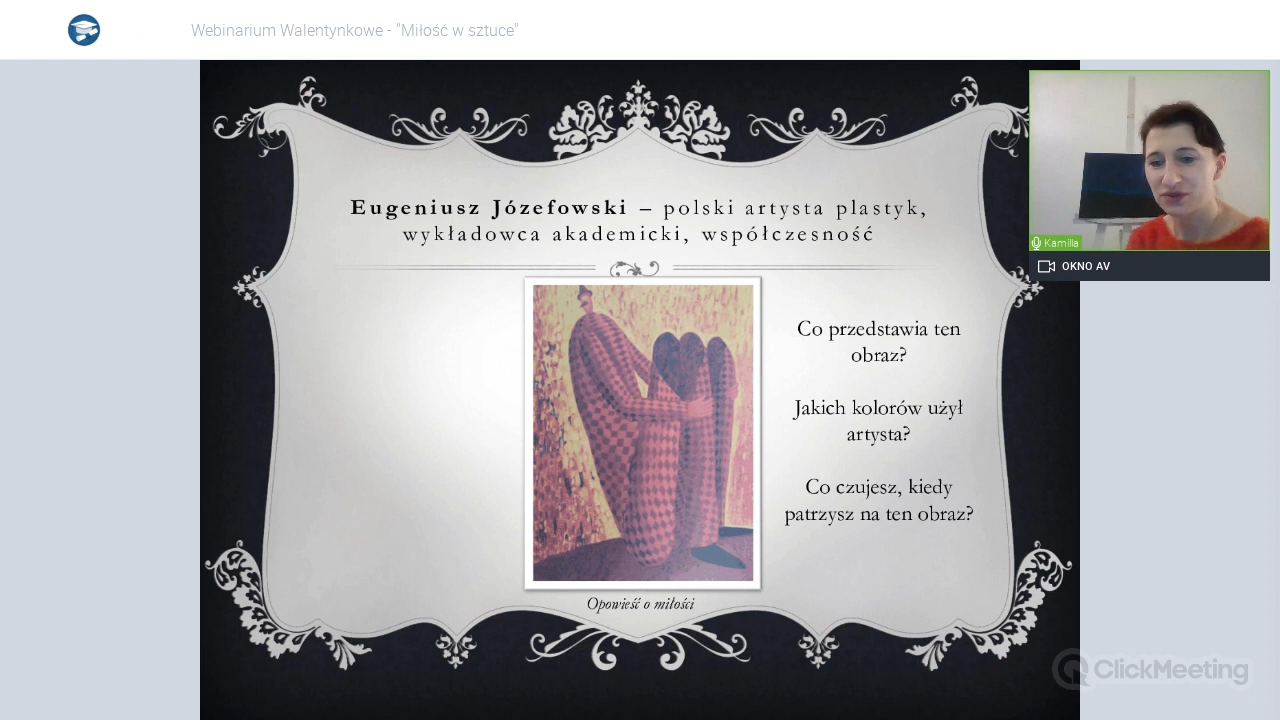 Webinarium Walentynkowe - "Miłość w sztuce"
Eugeniusz Józefowski – polski artysta plastyk,
wykładowca akademicki, współczesność
Kamilla
OKNO AV
Co przedstawia ten
obraz?
Jakich kolorów użył
artysta?
Co czujesz, kiedy
patrzysz na ten obraz?
Opowieść o miłości
ClickMeeting